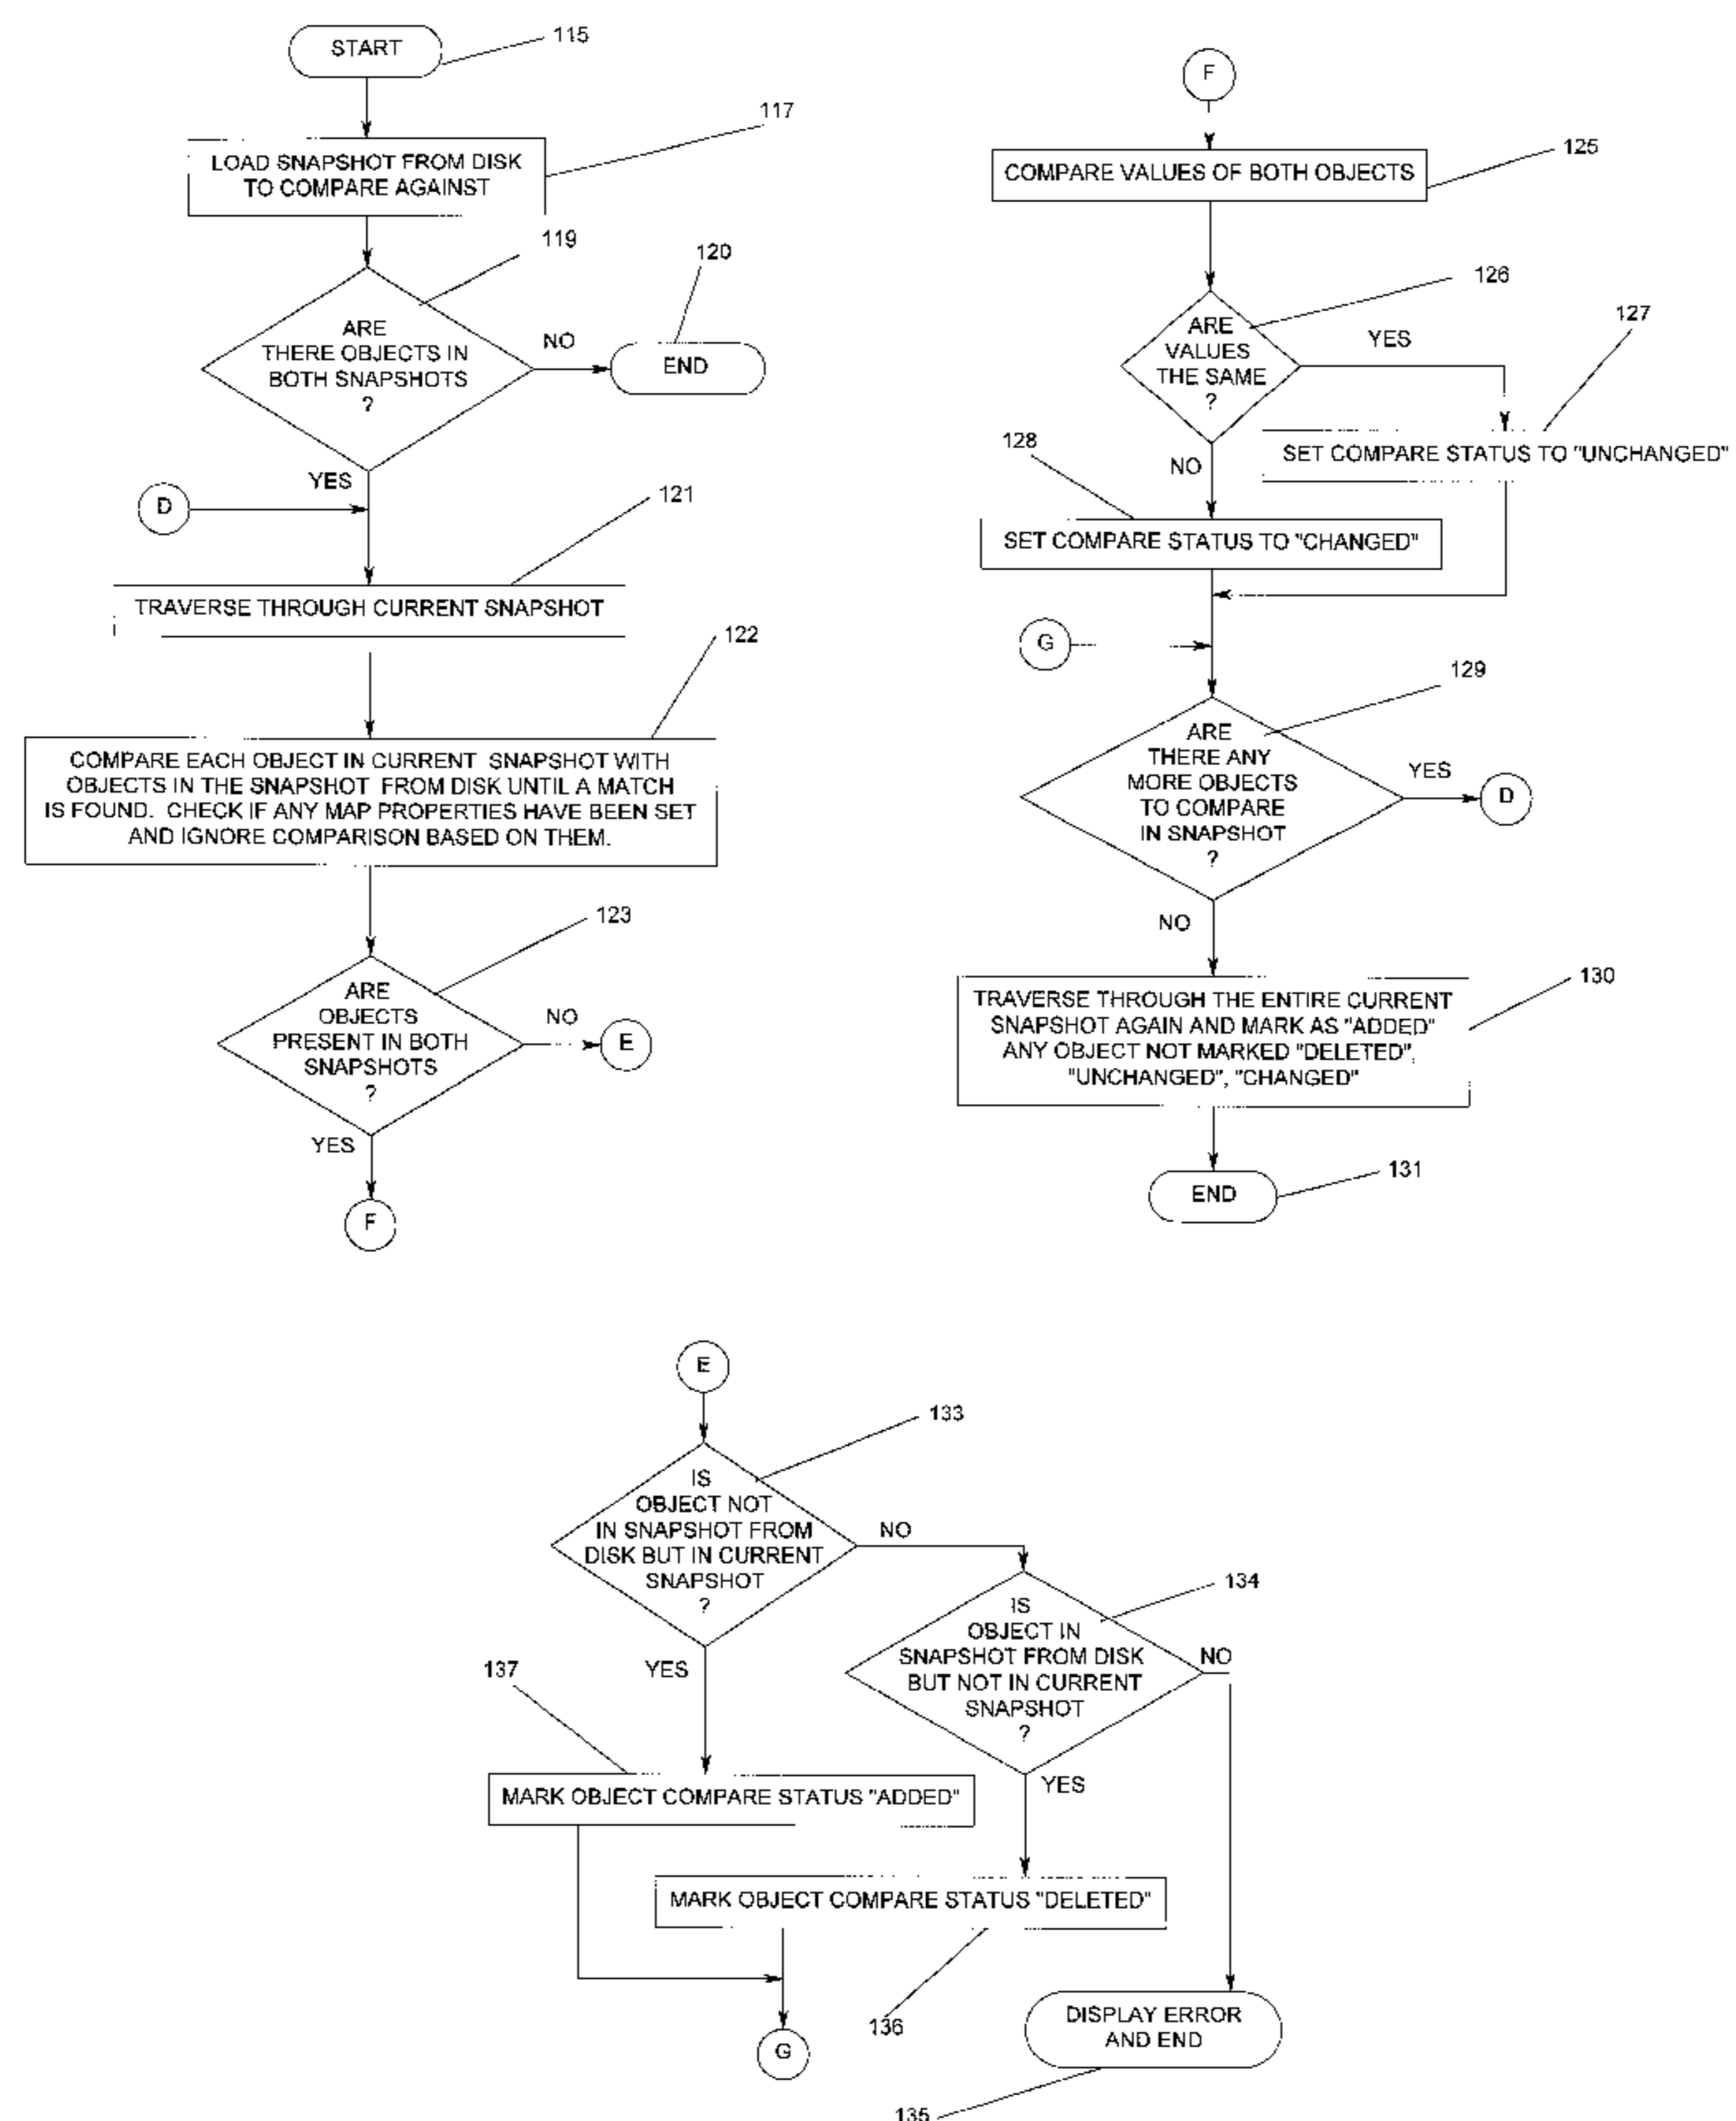 START
115
117
LOAD SNAPSHOT FROM DISK
TO COMPARE AGAINST
119
120
ARE
THERE OBJECTS IN
BOTH SNAPSHOTS
?
NO
END
YES
D
121
TRAVERSE THROUGH CURRENT SNAPSHOT
122
COMPARE EACH OBJECT IN CURRENT SNAPSHOT WITH
OBJECTS IN THE SNAPSHOT FROM DISK UNTIL A MATCH
IS FOUND. CHECK IF ANY MAP PROPERTIES HAVE BEEN SET
AND IGNORE COMPARISON BASED ON THEM.
123
ARE
OBJECTS
PRESENT IN BOTH
SNAPSHOTS
?
NO
E
YES
F
F
125
COMPARE VALUES OF BOTH OBJECTS
126
ARE
VALUES
THE SAME
?
YES
127
128
NO
SET COMPARE STATUS TO "UNCHANGED"
SET COMPARE STATUS TO "CHANGED"
G
129
ARE
THERE ANY
MORE OBJECTS
TO COMPARE
IN SNAPSHOT
?
YES
D
NO
130
TRAVERSE THROUGH THE ENTIRE CURRENT
SNAPSHOT AGAIN AND MARK AS "ADDED"
ANY OBJECT NOT MARKED "DELETED",
"UNCHANGED", "CHANGED"
131
END
E
133
IS
OBJECT NOT
IN SNAPSHOT FROM
DISK BUT IN CURRENT
SNAPSHOT
?
NO
134
IS
OBJECT IN
SNAPSHOT FROM DISK
BUT NOT IN CURRENT
SNAPSHOT
?
NO
YES
137
MARK OBJECT COMPARE STATUS "ADDED"
YES
MARK OBJECT COMPARE STATUS "DELETED"
136
G
DISPLAY ERROR
AND END
135